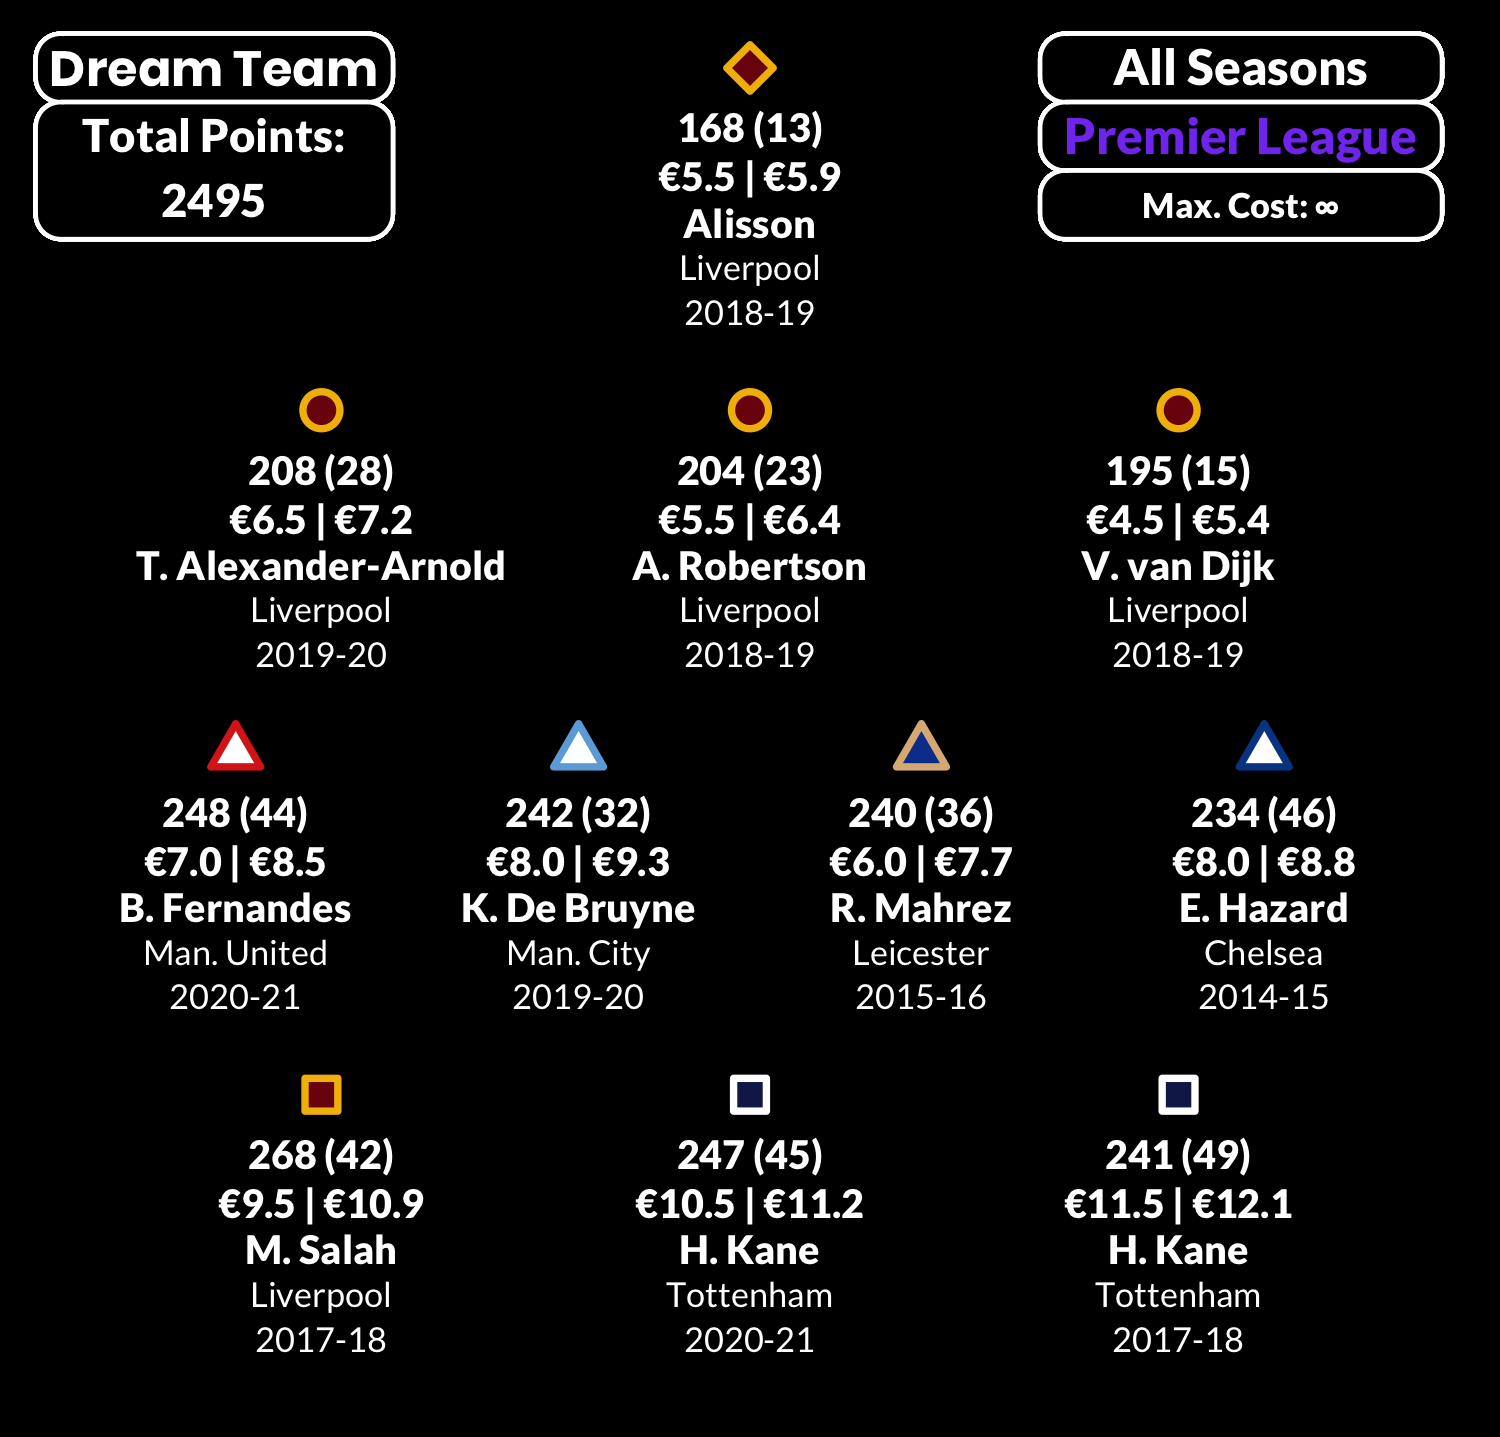 Dream Team
Total Points:
2495
All Seasons
Premier League
Max. Cost: ∞
168 (13)
€5.5 | €5.9
Alisson
Liverpool
2018-19
208 (28)
€6.5 | €7.2
T. Alexander-Arnold
Liverpool
2019-20
204 (23)
€5.5 | €6.4
A. Robertson
Liverpool
2018-19
195 (15)
€4.5 | €5.4
V. van Dijk
Liverpool
2018-19
248 (44)
€7.0 | €8.5
B. Fernandes
Man. United
2020-21
242 (32)
€8.0 | €9.3
K. De Bruyne
Man. City
2019-20
240 (36)
€6.0 | €7.7
R. Mahrez
Leicester
2015-16
234 (46)
€8.0 | €8.8
E. Hazard
Chelsea
2014-15
268 (42)
€9.5 | €10.9
M. Salah
Liverpool
2017-18
247 (45)
€10.5 | €11.2
H. Kane
Tottenham
2020-21
241 (49)
€11.5 | €12.1
H. Kane
Tottenham
2017-18